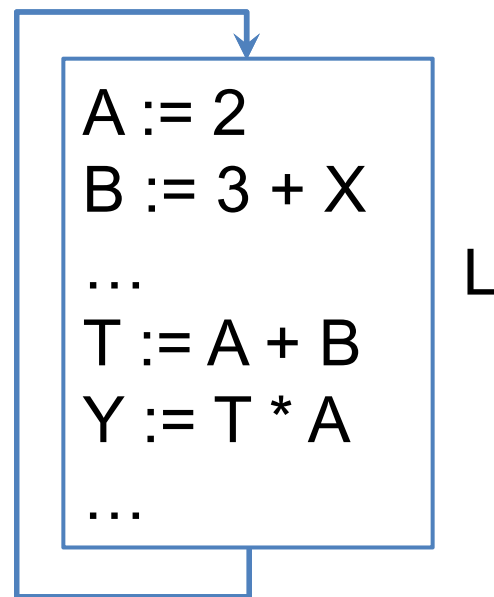 A := 2
B := 3 + X
…
T := A + B
Y := T * A
…
L